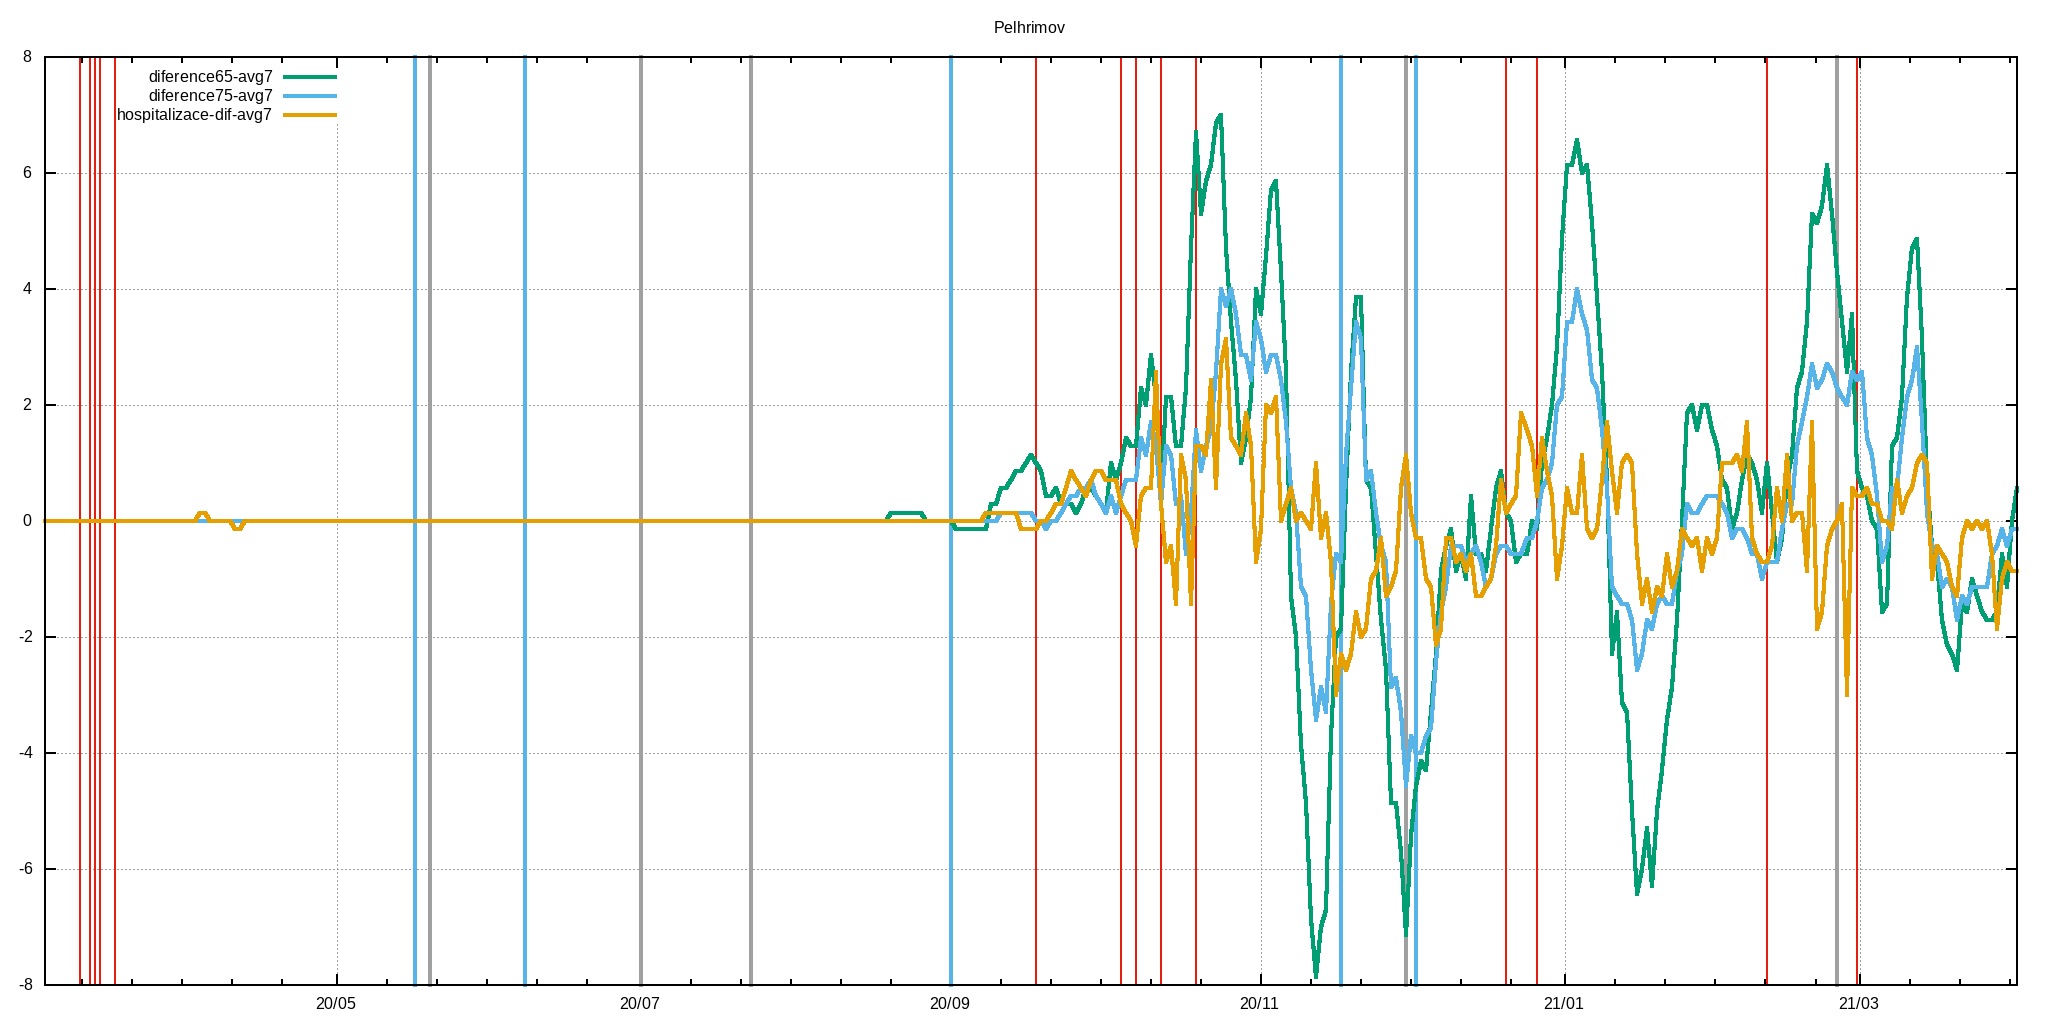 Pelhrimov
8
diference65-avg7
diference75-avg7
hospitalizace-dif-avg7
6
4
2
0
-2
-4
-6
-8
20/05 20/07 20/09 20/11 21/01 21/03